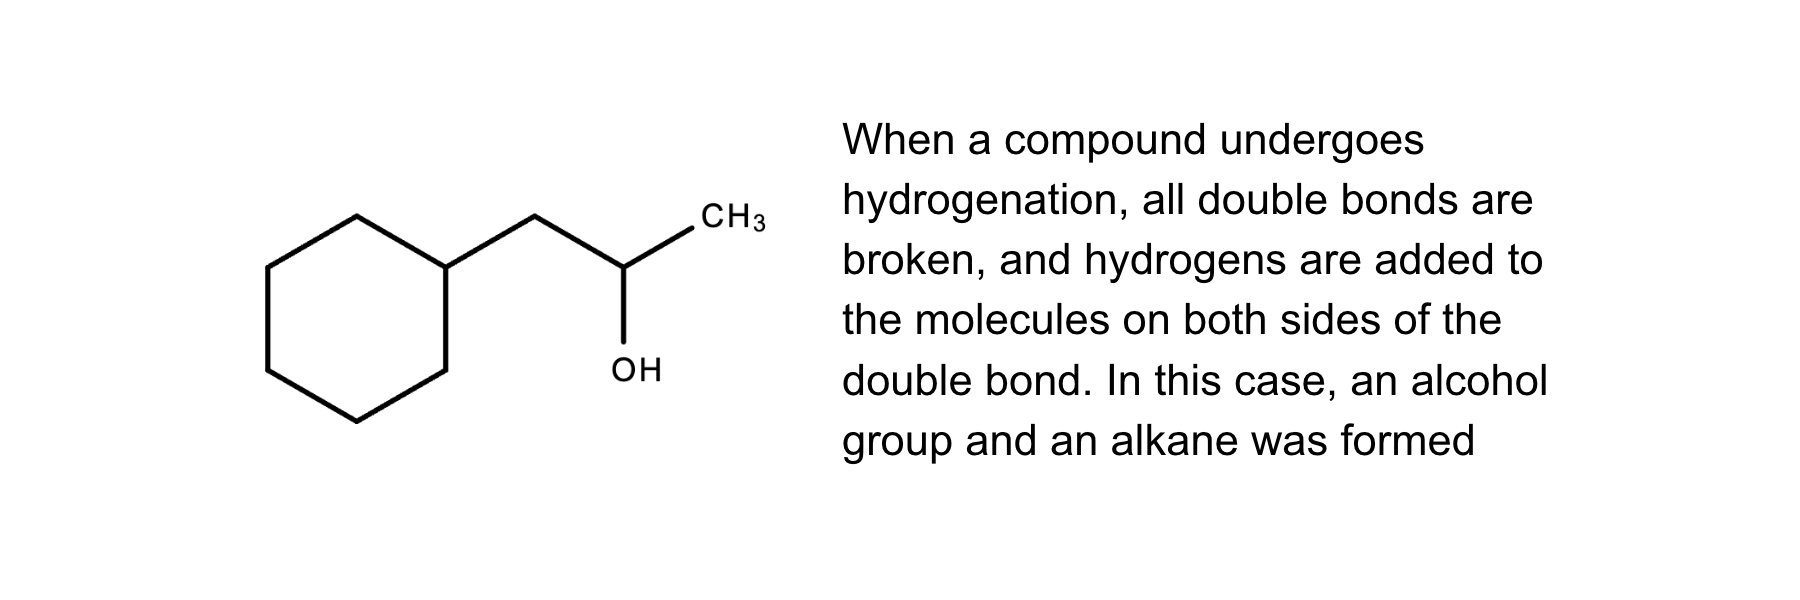 CH3
OH
When a compound undergoes
hydrogenation, all double bonds are
broken, and hydrogens are added to
the molecules on both sides of the
double bond. In this case, an alcohol
group and an alkane was formed